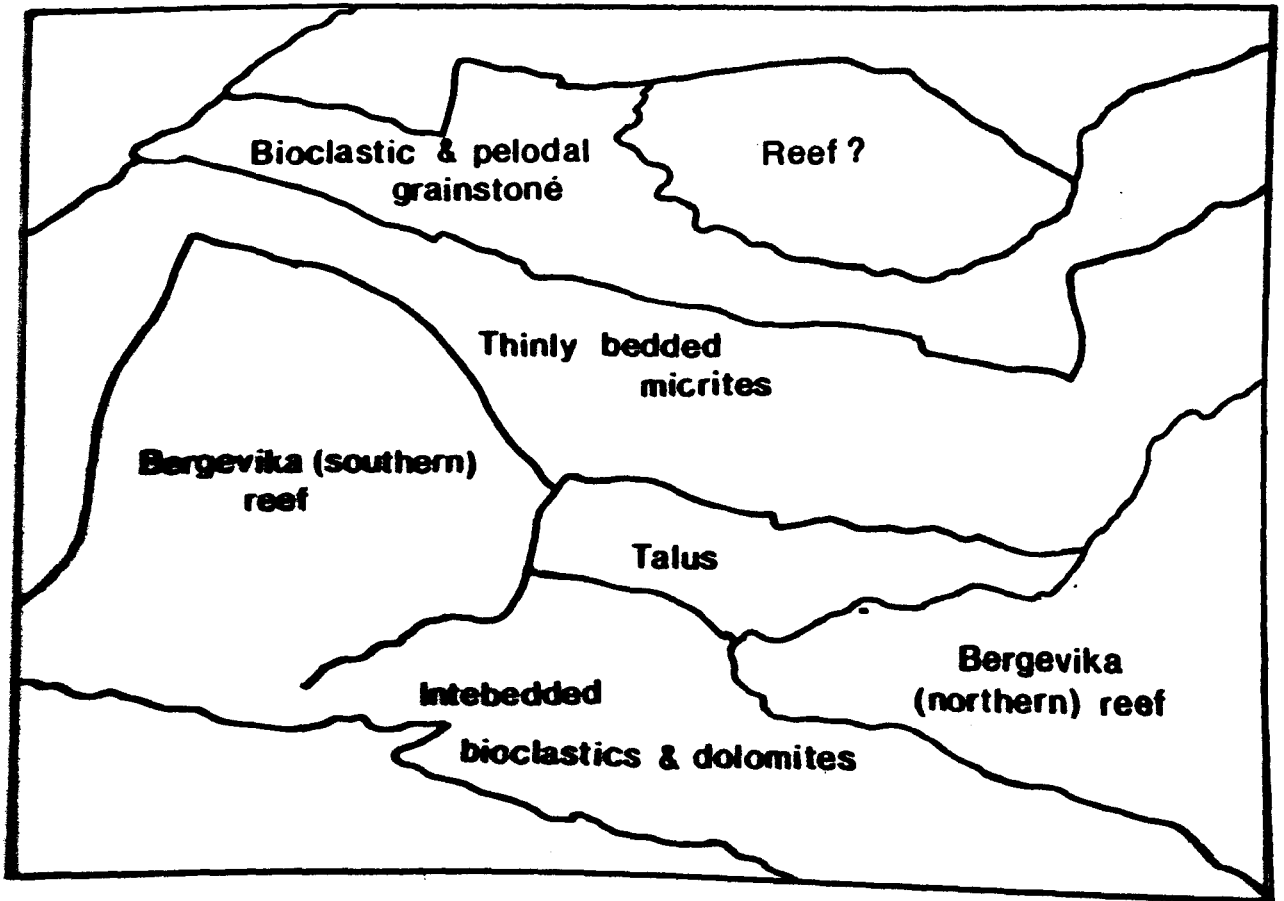 Bioclastic & pelodal
grainstoné
Reef ?
Thinly bedded
micrites
Bergevika (southern)
reef
Talus
Bergevika
(northern) reef
Intebedded
bioclastics & dolomites